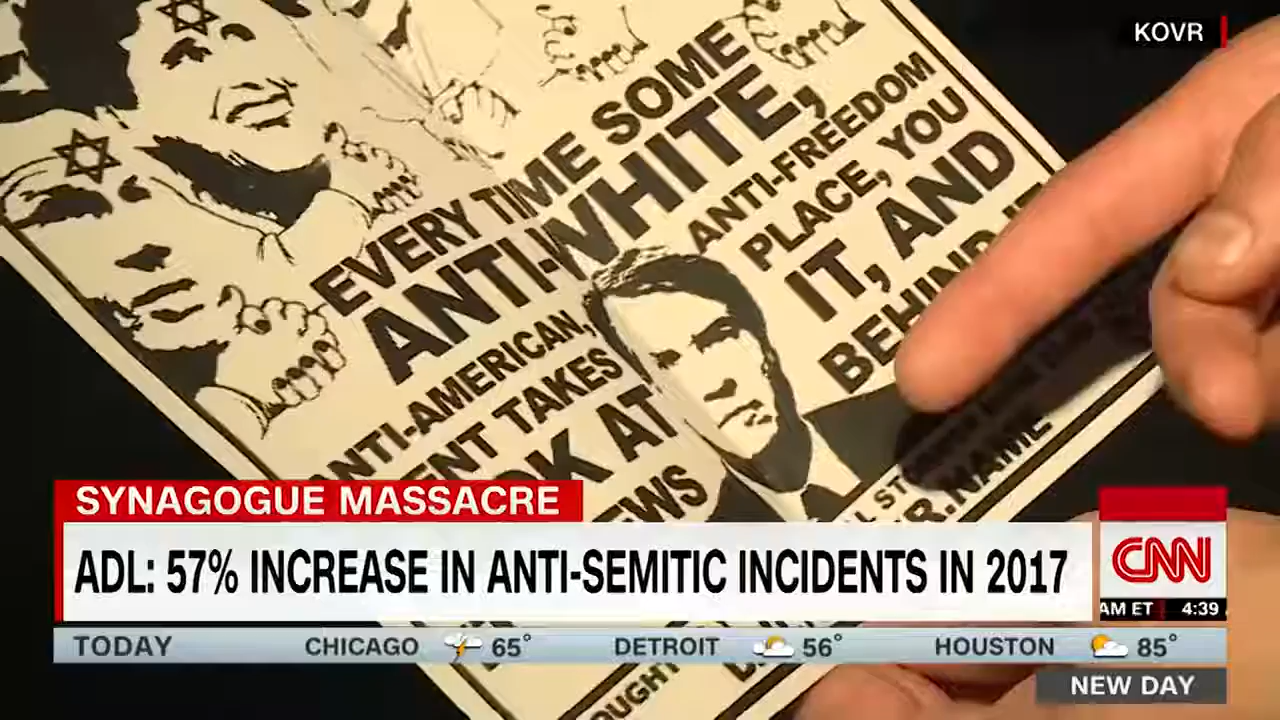 KOVR
EVERY TIME SOME
ANTI-WHITE,
ANTI-AMERICAN,
ANTI-FREEDOM
TAKES
PLACE, YOU
AT
IT, AND
BEHIND
SYNAGOGUE MASSACRE
ADL: 57% INCREASE IN ANTI-SEMITIC INCIDENTS IN 2017
CNN
AM ET 4:39
TODAY CHICAGO 65° DETROIT 56° HOUSTON 85°
NEW DAY